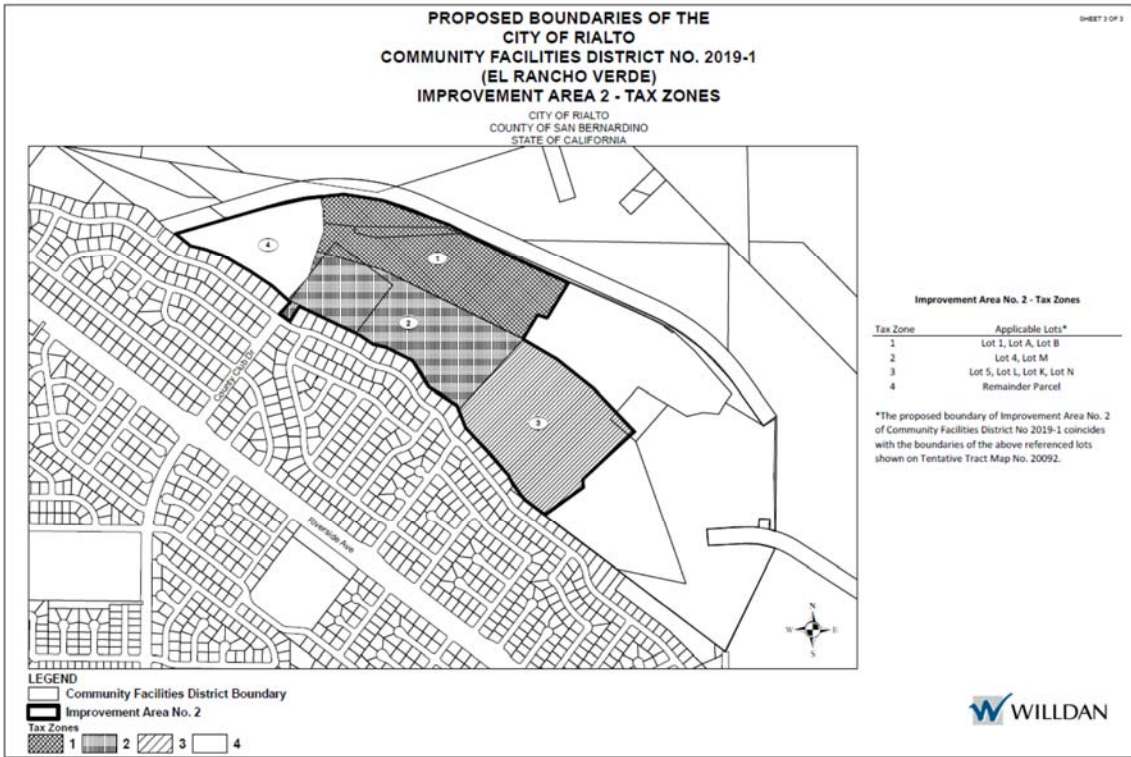 PROPOSED BOUNDARIES OF THE
CITY OF RIALTO
COMMUNITY FACILITIES DISTRICT NO. 2019-1
(EL RANCHO VERDE)
IMPROVEMENT AREA 2 - TAX ZONES
SHEET 3 OF 3
CITY OF RIALTO
COUNTY OF SAN BERNARDINO
STATE OF CALIFORNIA
4
1
2
3
County Club Dr
Riverside Ave
N
W E
S
Improvement Area No. 2 - Tax Zones
Tax Zone Applicable Lots*
1 Lot 1, Lot A, Lot B
2 Lot 4, Lot M
3 Lot 5, Lot L, Lot K, Lot N
4 Remainder Parcel
*The proposed boundary of Improvement Area No. 2
of Community Facilities District No 2019-1 coincides
with the boundaries of the above referenced lots
shown on Tentative Tract Map No. 20092.
LEGEND
Community Facilities District Boundary
Improvement Area No. 2
Tax Zones
1 2 3 4
WILLDAN